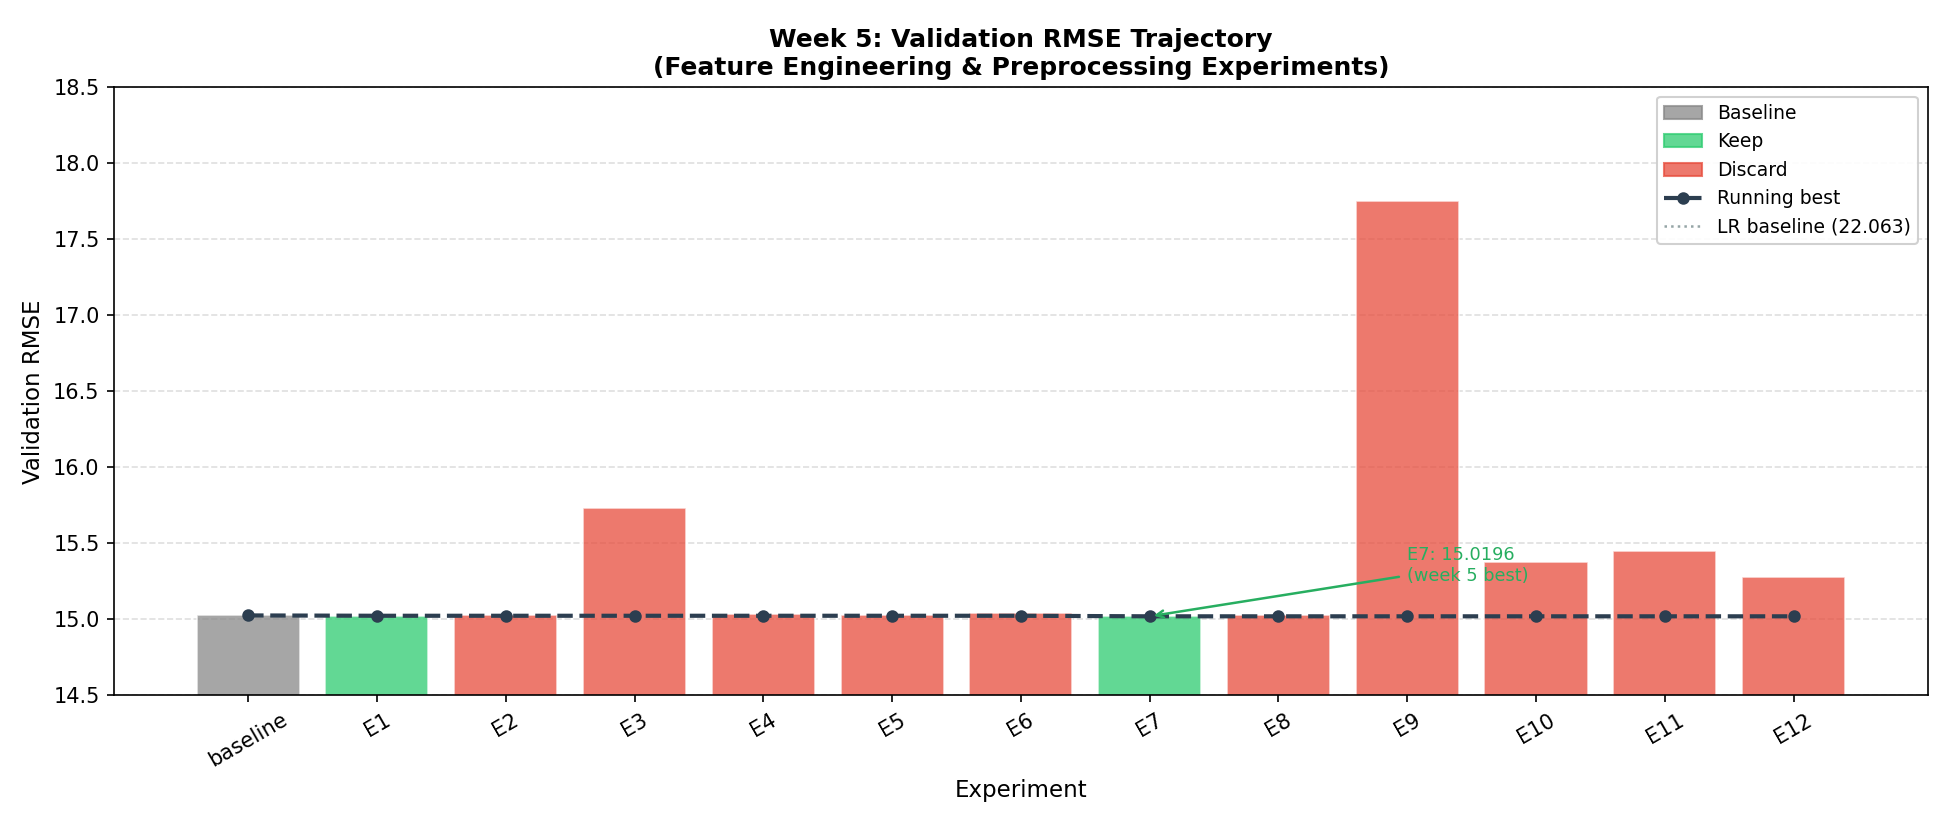 Week 5: Validation RMSE Trajectory
(Feature Engineering & Preprocessing Experiments)
Validation RMSE
18.5
18.0
17.5
17.0
16.5
16.0
15.5
15.0
14.5
Baseline
Keep
Discard
Running best
LR baseline (22.063)
E7: 15.0196
(week 5 best)
baseline
E1
E2
E3
E4
E5
E6
E7
E8
E9
E10
E11
E12
Experiment